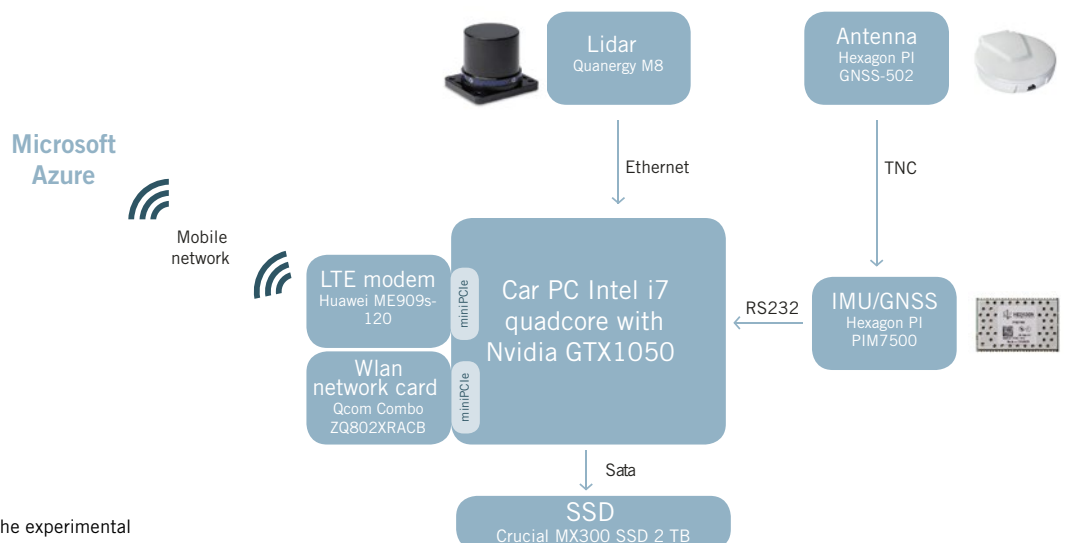 Lidar
Quanergy M8
Antenna
Hexagon PI
GNSS-502
Microsoft
Azure
Ethernet
TNC
Mobile
network
LTE modem
Huawei ME909s-
120
miniPCIe
Car PC Intel i7
quadcore with
Nvidia GTX1050
RS232
IMU/GNSS
Hexagon PI
PIM7500
HEXAGON
Wlan
network card
Qcom Combo
ZQ802XRACB
miniPCIe
Sata
SSD
Crucial MX300 SSD 2 TB
he experimental